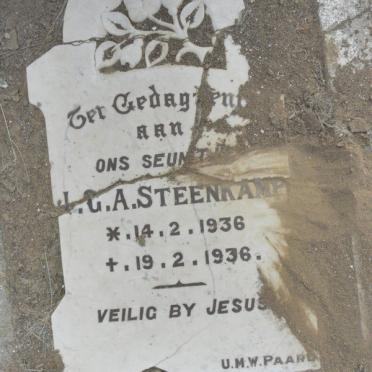 Ter Gedagtenis
aan
ONS SEUNTJIE
J.C.A. STEENKAMP
*.14.2.1936
†.19.2.1936.
VEILIG BY JESUS
U.M.W. PAARL